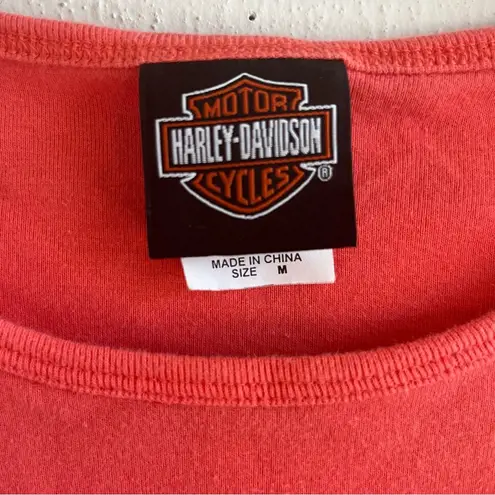 MOTOR
HARLEY-DAVIDSON
CYCLES ®
MADE IN CHINA
SIZE M